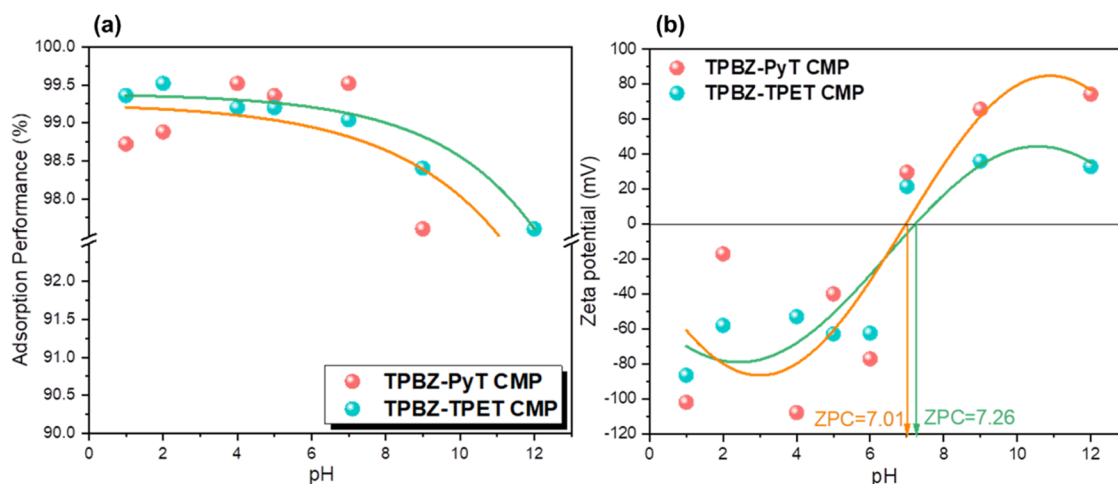 (a)
Adsorption Performance (%)
100.0
99.5
99.0
98.5
98.0
92.0
91.5
91.0
90.5
90.0
TPBZ-PyT CMP
TPBZ-TPET CMP
0 2 4 6 8 10 12
pH
(b)
Zeta potential (mV)
100
80
60
40
20
0
-20
-40
-60
-80
-100
-120
TPBZ-PyT CMP
TPBZ-TPET CMP
ZPC=7.01 ZPC=7.26
0 2 4 6 8 10 12
pH